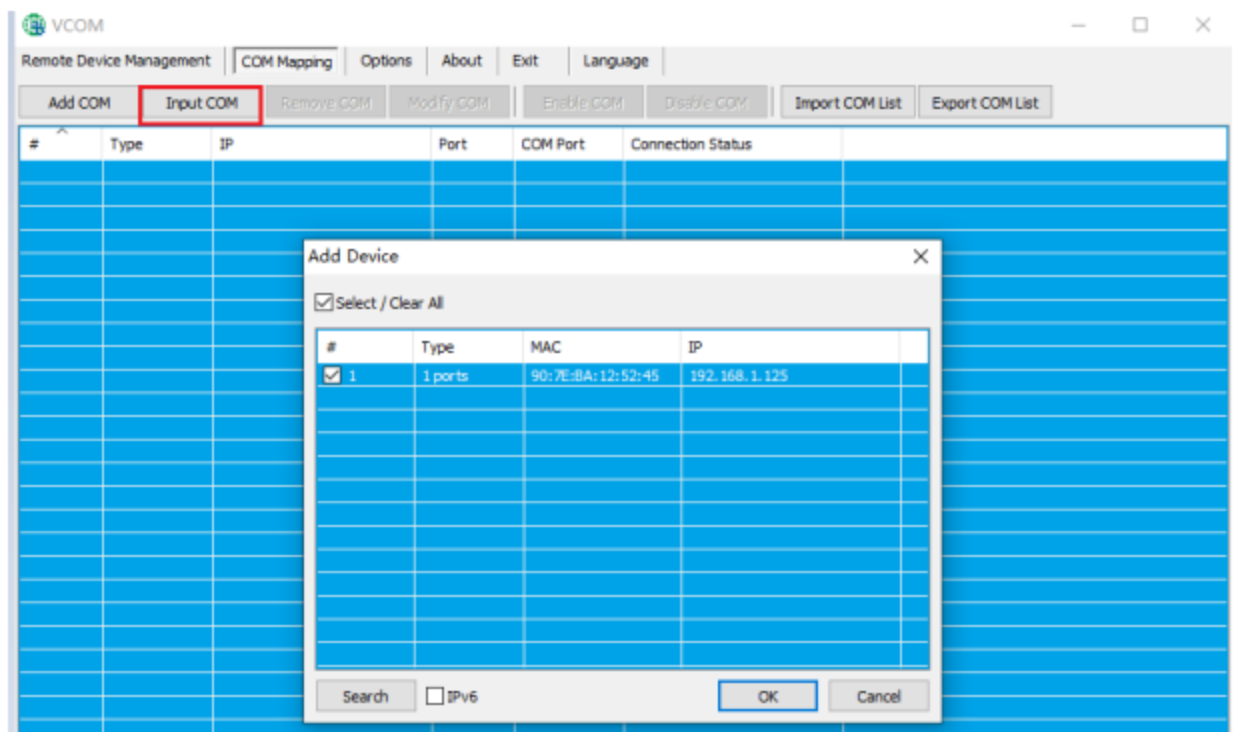 VCOM
Remote Device Management COM Mapping Options About Exit Language
Add COM Input COM Remove COM Modify COM Enable COM Disable COM Import COM List Export COM List
# Type IP Port COM Port Connection Status
Add Device
Select / Clear All
# Type MAC IP
1 1 ports 90:7E:BA:12:52:45 192.168.1.125
Search IPv6 OK Cancel